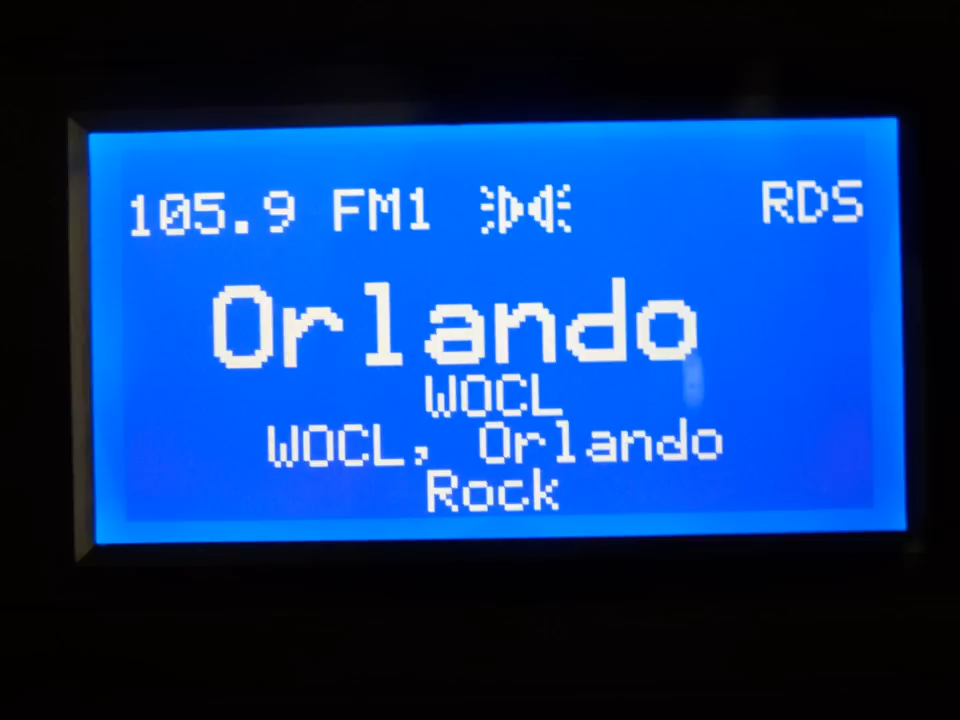 105.9 FM1 RDS
Orlando
WOCL
WOCL, Orlando
Rock